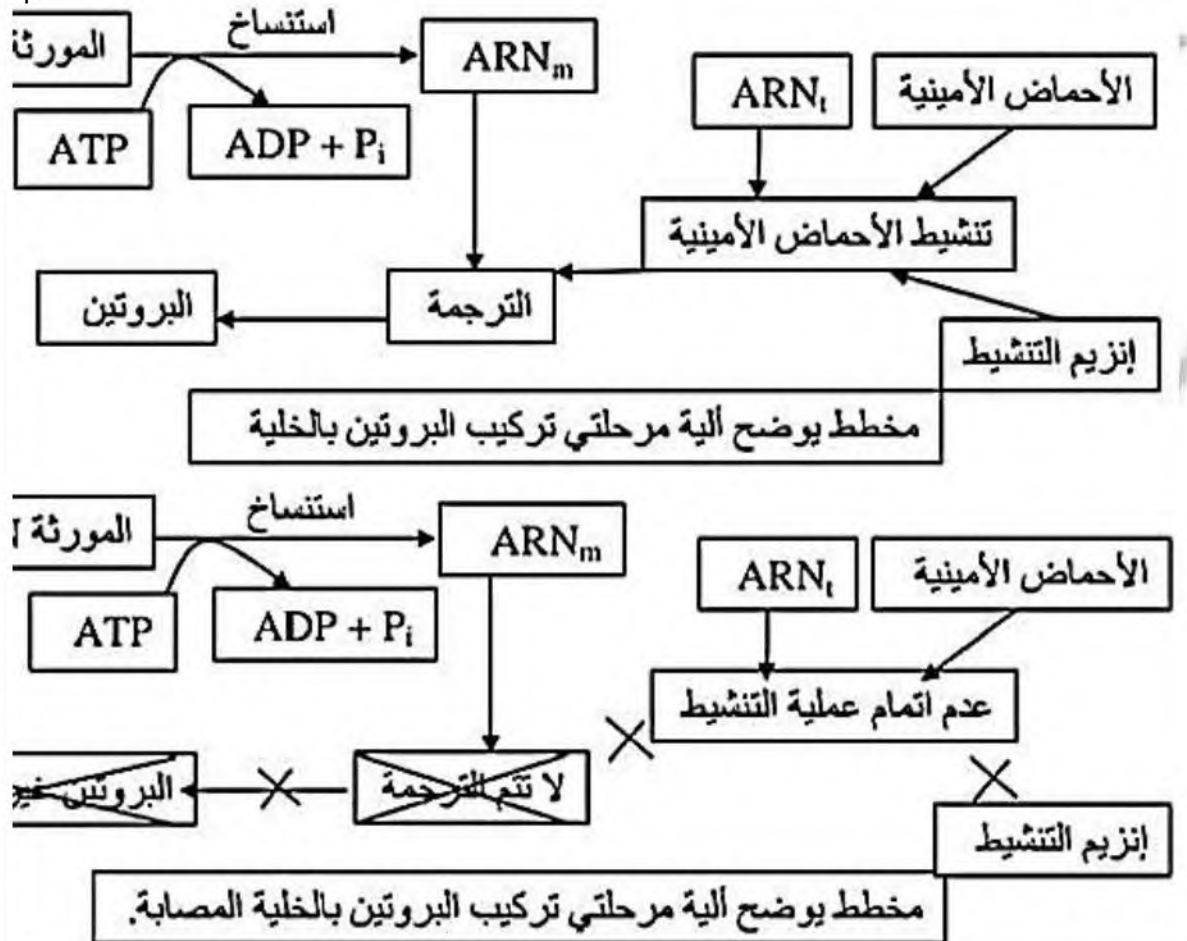 استنساخ
المورثة
ARNm
ARNt
الأحماض الأمينية
ATP
ADP + Pi
تنشيط الأحماض الأمينية
البروتين
الترجمة
إنزيم التنشيط
مخطط يوضح ألية مرحلتي تركيب البروتين بالخلية
استنساخ
المورثة
ARNm
ARNt
الأحماض الأمينية
ATP
ADP + Pi
عدم اتمام عملية التنشيط
البروتين
لا تتم الترجمة
إنزيم التنشيط
مخطط يوضح ألية مرحلتي تركيب البروتين بالخلية المصابة.